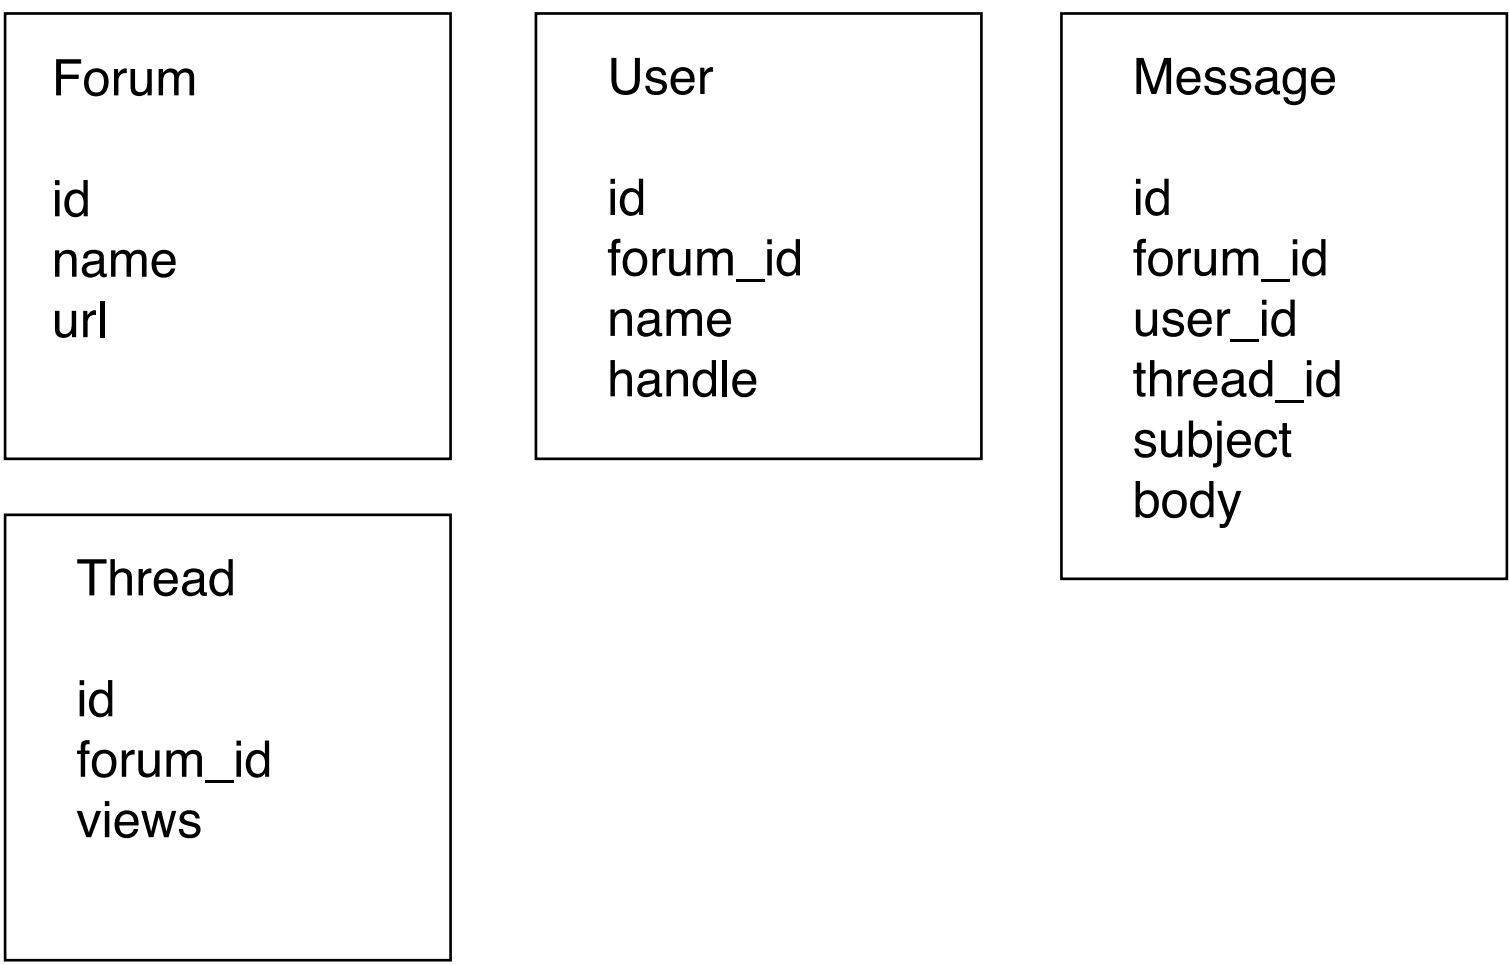 Forum
id
name
url
User
id
forum_id
name
handle
Message
id
forum_id
user_id
thread_id
subject
body
Thread
id
forum_id
views